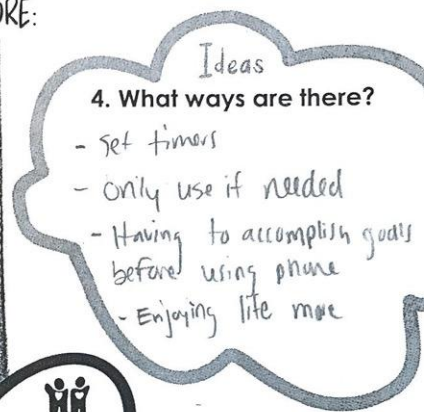 ORE:
Ideas
4. What ways are there?
- Set timers
- only use if needed
- Having to accomplish goals
before using phone
- Enjoying life more